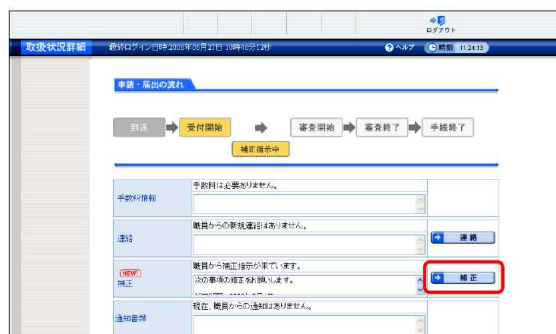 ログアウト
取扱状況詳細
最終ログイン日時:2008年05月27日 10時46分12秒
ヘルプ
時刻 11:24:13
申請・届出の流れ
到達
受付開始
審査開始
審査終了
手続終了
補正指示中
手数料情報
手数料は必要ありません。
連絡
職員からの新規連絡はありません。
連絡
NEW!
補正
職員から補正指示が来ています。
次の事項の修正をお願いします。
補正
通知書類
現在、職員からの通知はありません。